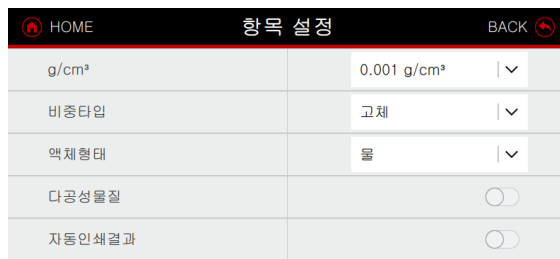 HOME 항목 설정 BACK
g/cm³ 0.001 g/cm³
비중타입 고체
액체형태 물
다공성물질
자동인쇄결과